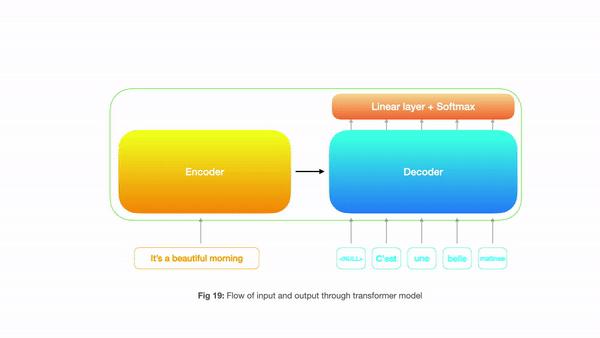 Linear layer + Softmax
Encoder
Decoder
It's a beautiful morning
<NULL>
C'est
une
belle
matinee
Fig 19: Flow of input and output through transformer model